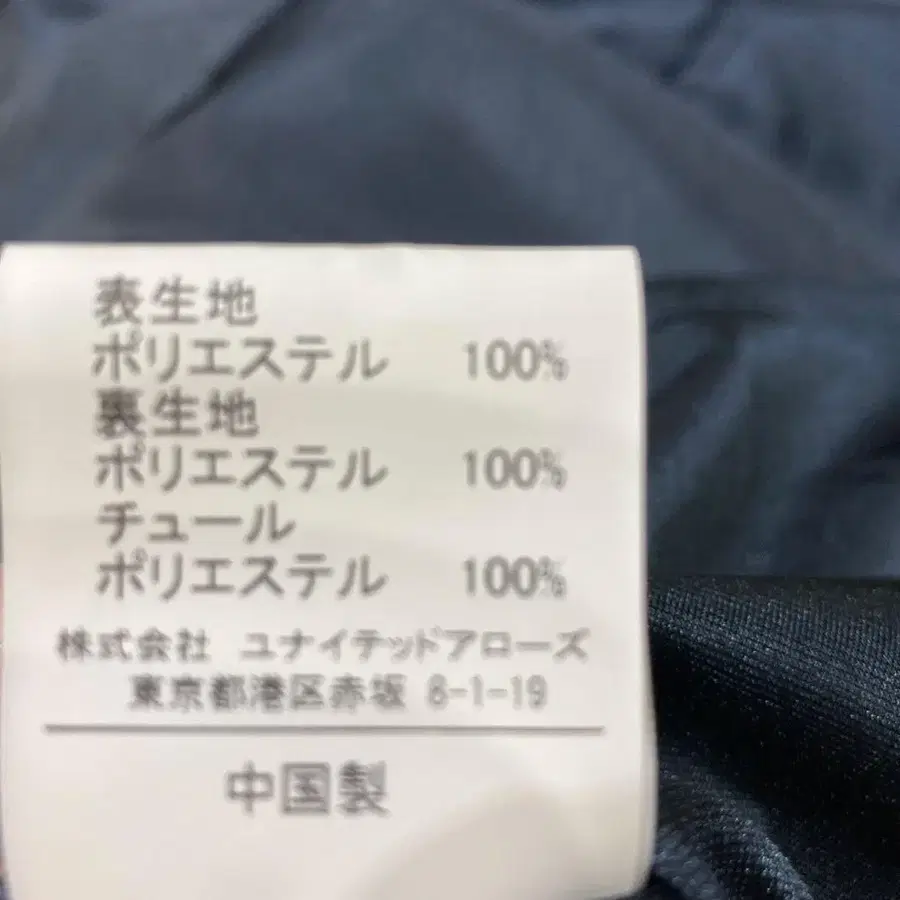 表生地
ポリエステル 100%
裏生地
ポリエステル 100%
チュール
ポリエステル 100%
株式会社 ユナイテッドアローズ
東京都港区赤坂 8-1-19
中国製